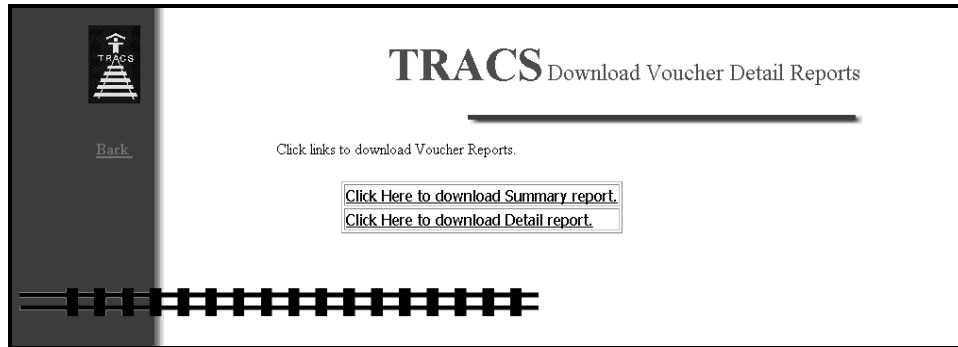 TRACS
TRACS Download Voucher Detail Reports
Back
Click links to download Voucher Reports.
Click Here to download Summary report.
Click Here to download Detail report.